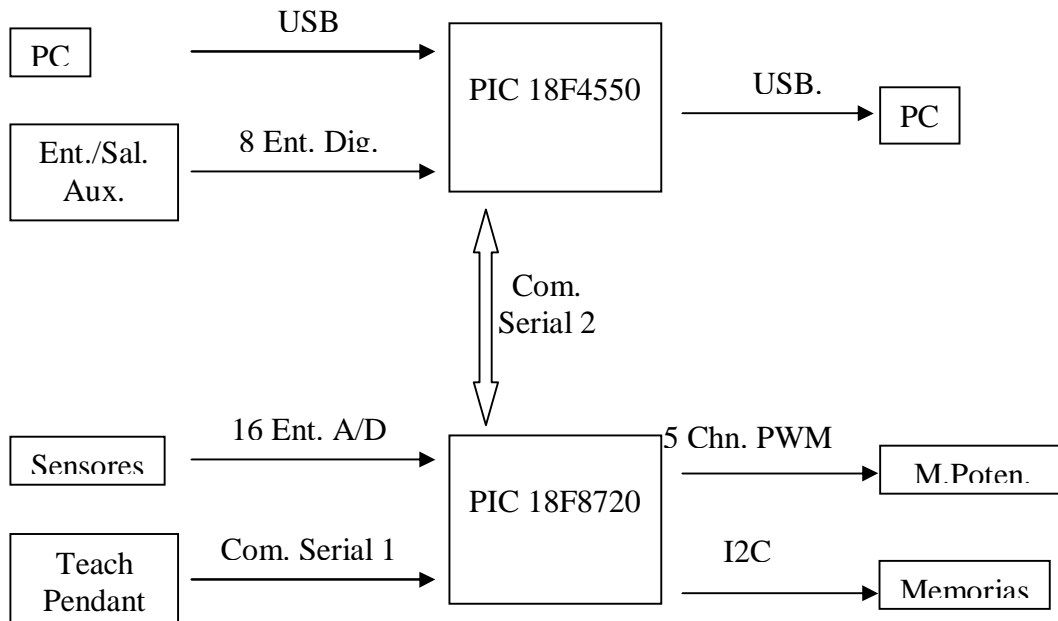 USB
PC
PIC 18F4550
USB.
PC
8 Ent. Dig.
Ent./Sal.
Aux.
Com.
Serial 2
16 Ent. A/D
5 Chn. PWM
Sensores
PIC 18F8720
M.Poten.
Com. Serial 1
I2C
Teach
Pendant
Memorias